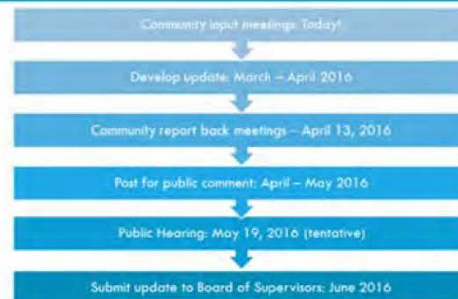 Community input meetings: Today!
Develop update: March – April 2016
Community report back meetings – April 13, 2016
Post for public comment: April – May 2016
Public Hearing: May 19, 2016 (tentative)
Submit update to Board of Supervisors: June 2016